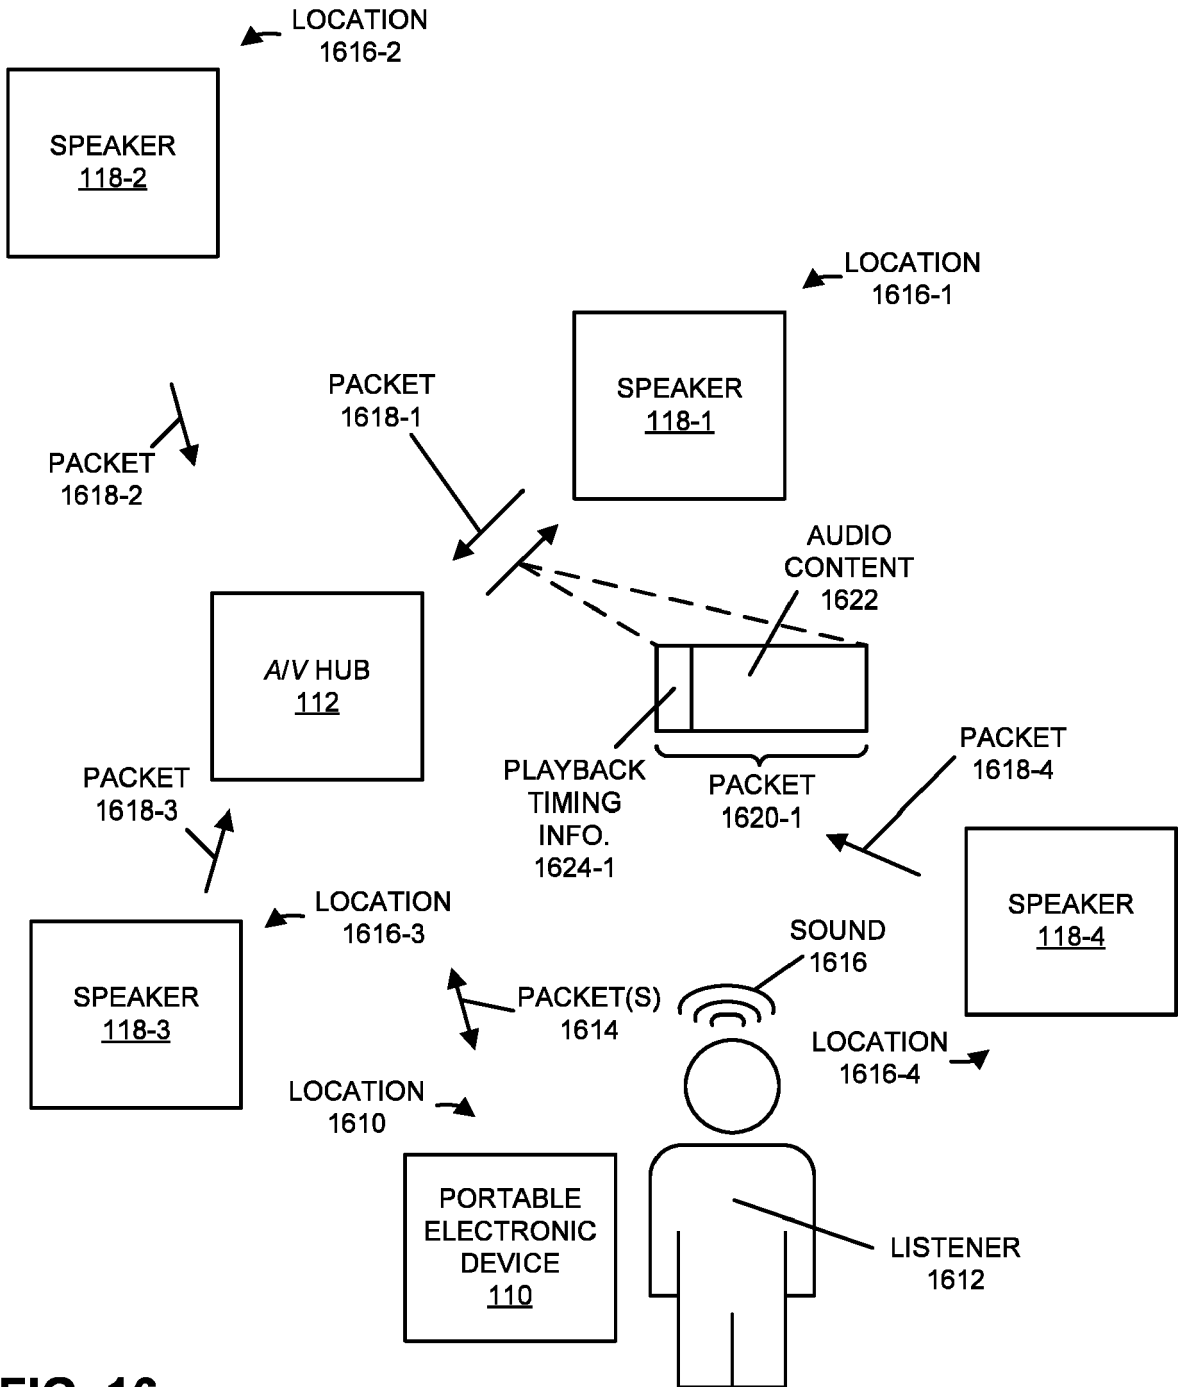 LOCATION
1616-2
SPEAKER
118-2
LOCATION
1616-1
SPEAKER
118-1
PACKET
1618-1
PACKET
1618-2
AUDIO
CONTENT
1622
A/V HUB
112
PLAYBACK
TIMING
INFO.
1624-1
PACKET
1620-1
PACKET
1618-4
PACKET
1618-3
LOCATION
1616-3
SPEAKER
118-4
SOUND
1616
SPEAKER
118-3
PACKET(S)
1614
LOCATION
1616-4
LOCATION
1610
PORTABLE
ELECTRONIC
DEVICE
110
LISTENER
1612
FIG. 16